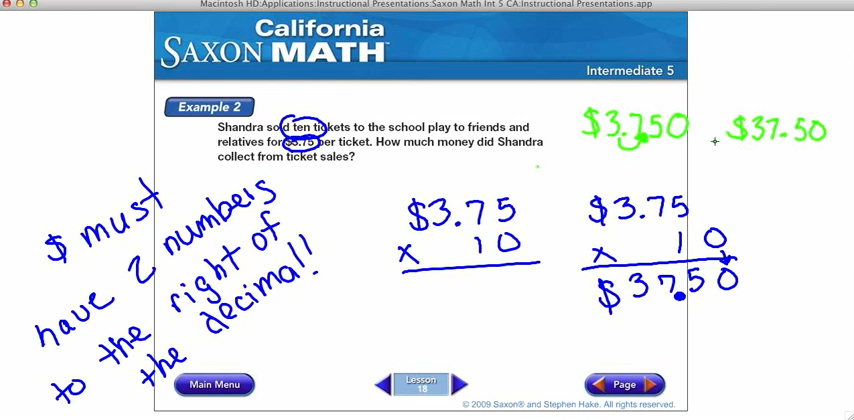 Macintosh HD:Applications:Instructional Presentations:Saxon Math Int 5 CA:Instructional Presentations.app
California
SAXON MATH
Intermediate 5
Example 2
Shandra sold ten tickets to the school play to friends and
relatives for $3.75 per ticket. How much money did Shandra
collect from ticket sales?
$3.750 $37.50
$ must
have 2 numbers
to the right of
the decimal!!
$3.75
x 10
$3.75
x 10
$37.50
Main Menu
Lesson
18
Page
© 2009 Saxon® and Stephen Hake. All rights reserved.